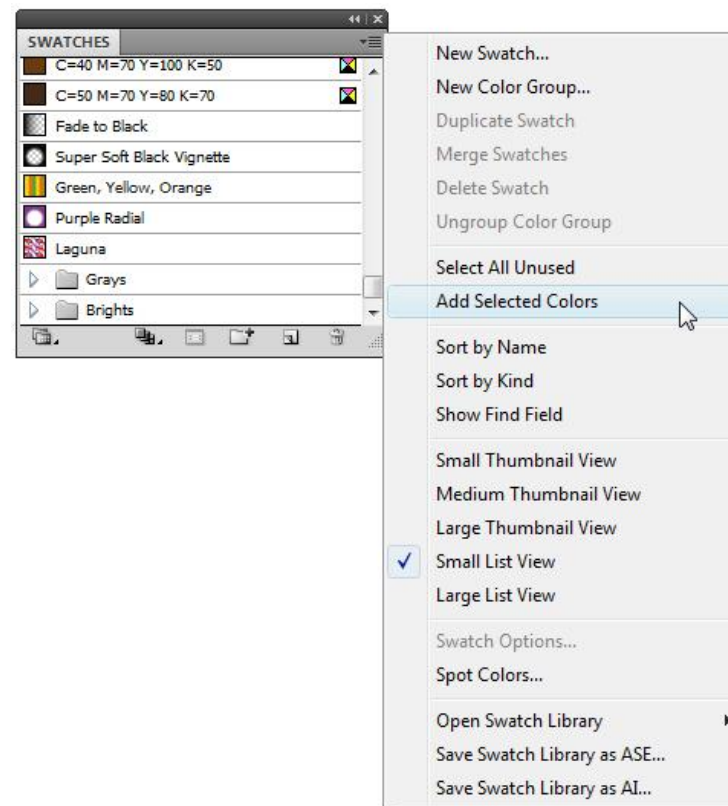 SWATCHES
C=40 M=70 Y=100 K=50
C=50 M=70 Y=80 K=70
Fade to Black
Super Soft Black Vignette
Green, Yellow, Orange
Purple Radial
Laguna
Grays
Brights
New Swatch...
New Color Group...
Duplicate Swatch
Merge Swatches
Delete Swatch
Ungroup Color Group
Select All Unused
Add Selected Colors
Sort by Name
Sort by Kind
Show Find Field
Small Thumbnail View
Medium Thumbnail View
Large Thumbnail View
Small List View
Large List View
Swatch Options...
Spot Colors...
Open Swatch Library
Save Swatch Library as ASE...
Save Swatch Library as AI...